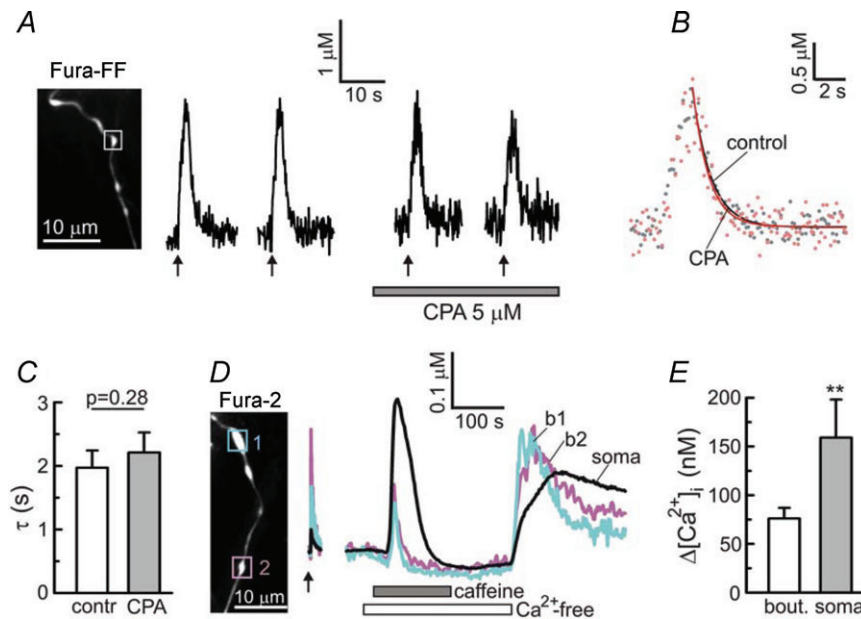 A
Fura-FF
10 μm
1 μM
10 s
CPA 5 μM
B
0.5 μM
2 s
control
CPA
C
p=0.28
3
2
1
0
τ (s)
contr
CPA
D
Fura-2
1
2
10 μm
0.1 μM
100 s
b1
b2
soma
caffeine
Ca²⁺-free
E
**
200
150
100
50
0
Δ[Ca²⁺]i (nM)
bout. soma